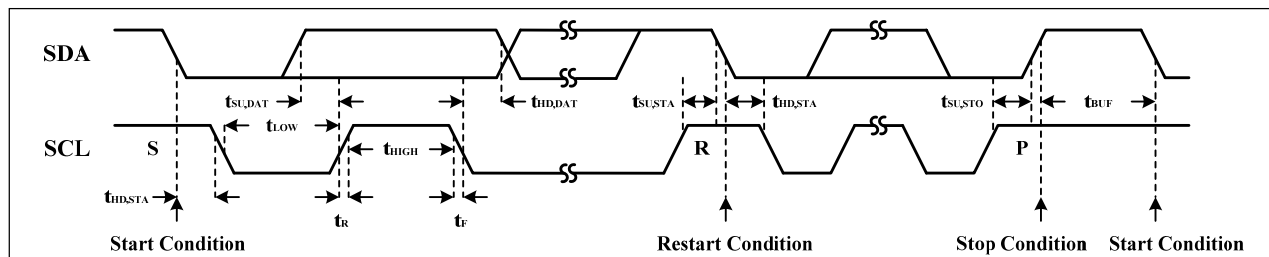 SDA
tSU,DAT
tHD,DAT
tSU,STA
tHD,STA
tSU,STO
tBUF
tLOW
SCL
S
tHIGH
R
P
tHD,STA
tR
tF
Start Condition
Restart Condition
Stop Condition
Start Condition